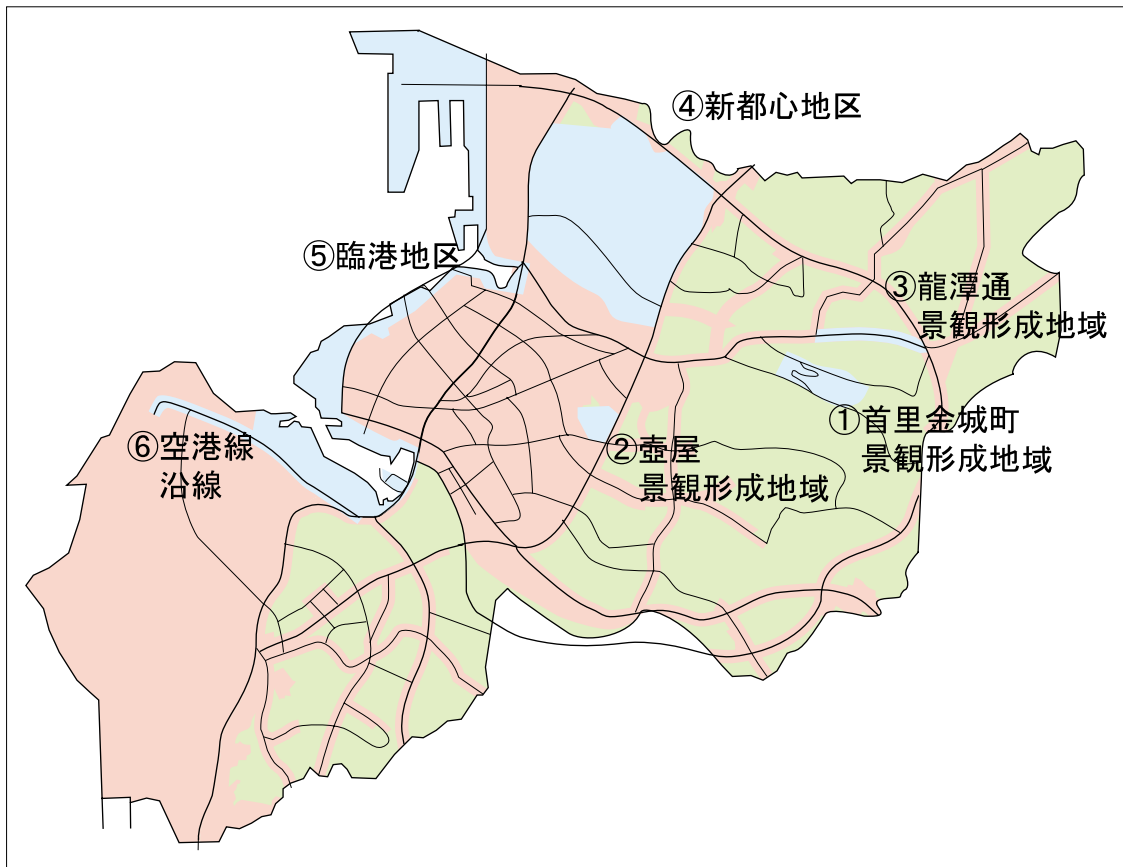 ④新都心地区
⑤臨港地区
③龍潭通
景観形成地域
①首里金城町
景観形成地域
②壺屋
景観形成地域
⑥空港線
沿線